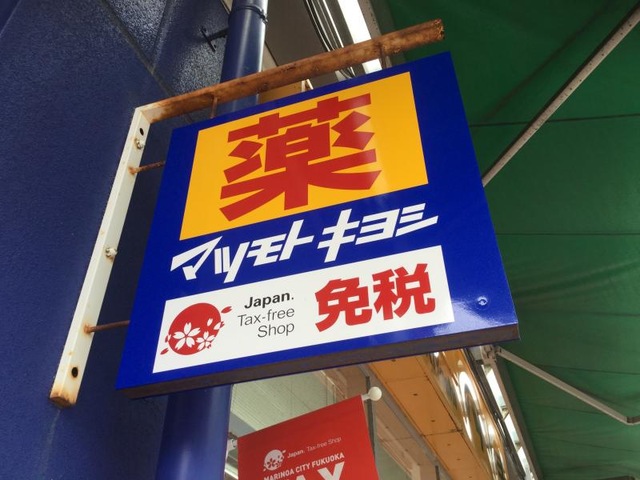 薬
マツモトキヨシ
Japan.
Tax-free
Shop
免税
Japan. Tax-free Shop
MARINOA CITY FUKUOKA